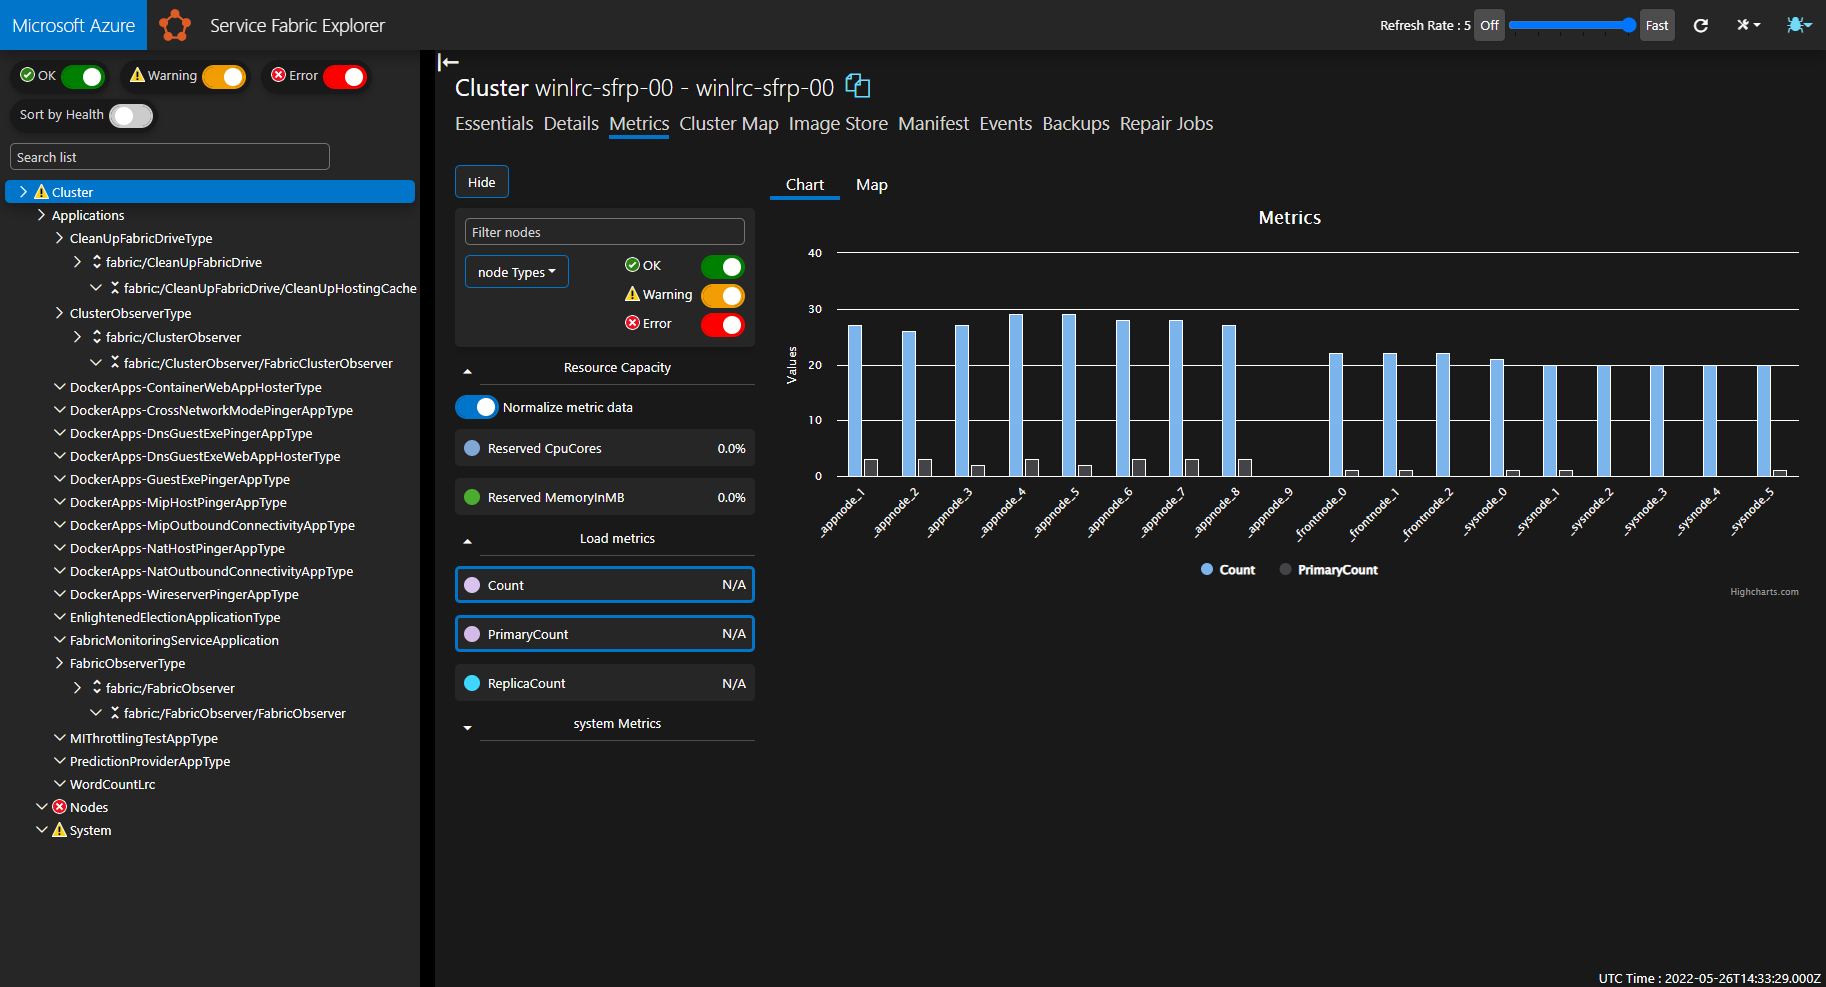 Microsoft Azure
Service Fabric Explorer
Refresh Rate : 5 Off Fast
OK Warning Error
Sort by Health
Search list
Cluster
Applications
CleanUpFabricDriveType
fabric:/CleanUpFabricDrive
fabric:/CleanUpFabricDrive/CleanUpHostingCache
ClusterObserverType
fabric:/ClusterObserver
fabric:/ClusterObserver/FabricClusterObserver
DockerApps-ContainerWebAppHosterType
DockerApps-CrossNetworkModePingerAppType
DockerApps-DnsGuestExePingerAppType
DockerApps-DnsGuestExeWebAppHosterType
DockerApps-GuestExePingerAppType
DockerApps-MipHostPingerAppType
DockerApps-MipOutboundConnectivityAppType
DockerApps-NatHostPingerAppType
DockerApps-NatOutboundConnectivityAppType
DockerApps-WireserverPingerAppType
EnlightenedElectionApplicationType
FabricMonitoringServiceApplication
FabricObserverType
fabric:/FabricObserver
fabric:/FabricObserver/FabricObserver
MIThrottlingTestAppType
PredictionProviderAppType
WordCountLrc
Nodes
System
Cluster winlrc-sfrp-00 - winlrc-sfrp-00
Essentials Details Metrics Cluster Map Image Store Manifest Events Backups Repair Jobs
Hide
Filter nodes
node Types
OK
Warning
Error
Resource Capacity
Normalize metric data
Reserved CpuCores 0.0%
Reserved MemoryInMB 0.0%
Load metrics
Count N/A
PrimaryCount N/A
ReplicaCount N/A
system Metrics
Chart Map
Metrics
Values
40
30
20
10
0
_appnode_1
_appnode_2
_appnode_3
_appnode_4
_appnode_5
_appnode_6
_appnode_7
_appnode_8
_appnode_9
_frontnode_0
_frontnode_1
_frontnode_2
_sysnode_0
_sysnode_1
_sysnode_2
_sysnode_3
_sysnode_4
_sysnode_5
Count PrimaryCount
Highcharts.com
UTC Time : 2022-05-26T14:33:29.000Z